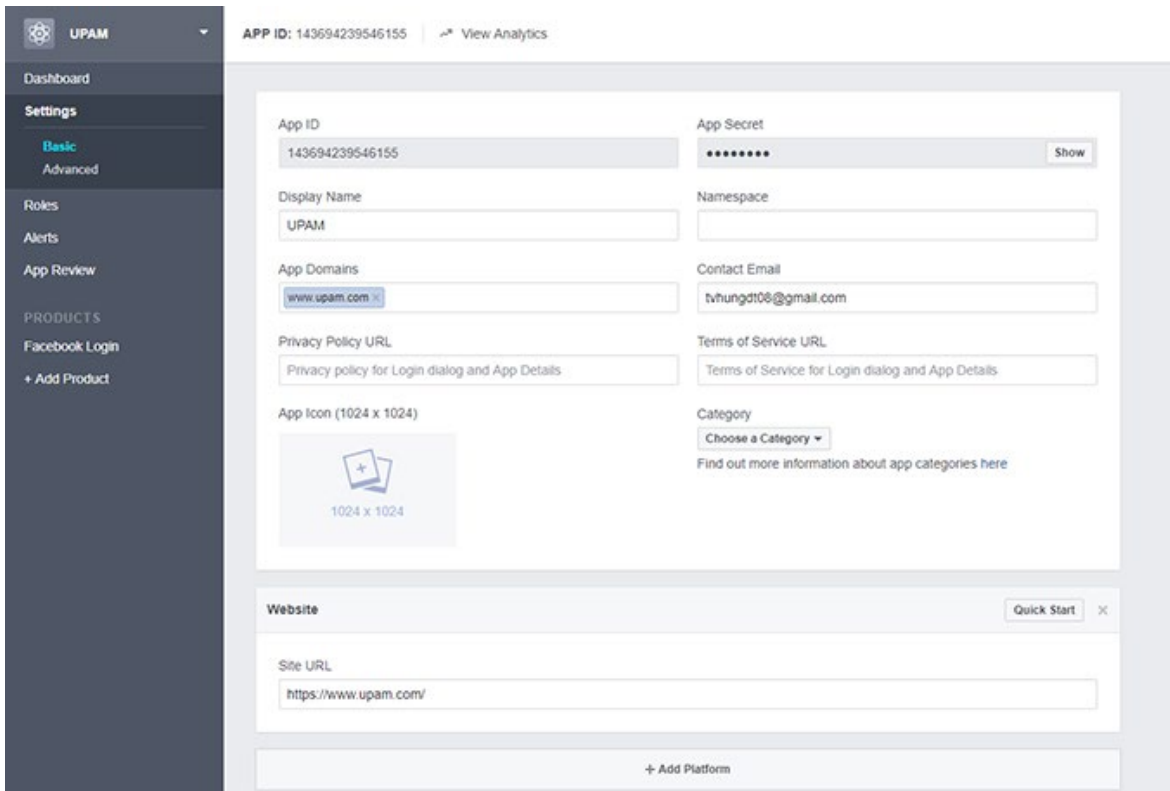 UPAM
APP ID: 143694239546155 View Analytics
Dashboard
Settings
Basic
Advanced
Roles
Alerts
App Review
PRODUCTS
Facebook Login
+ Add Product
App ID
143694239546155
App Secret
●●●●●●●●
Show
Display Name
UPAM
Namespace
App Domains
www.upam.com ×
Contact Email
tvhungdt08@gmail.com
Privacy Policy URL
Privacy policy for Login dialog and App Details
Terms of Service URL
Terms of Service for Login dialog and App Details
App Icon (1024 x 1024)
1024 x 1024
Category
Choose a Category
Find out more information about app categories here
Website
Quick Start ×
Site URL
https://www.upam.com/
+ Add Platform